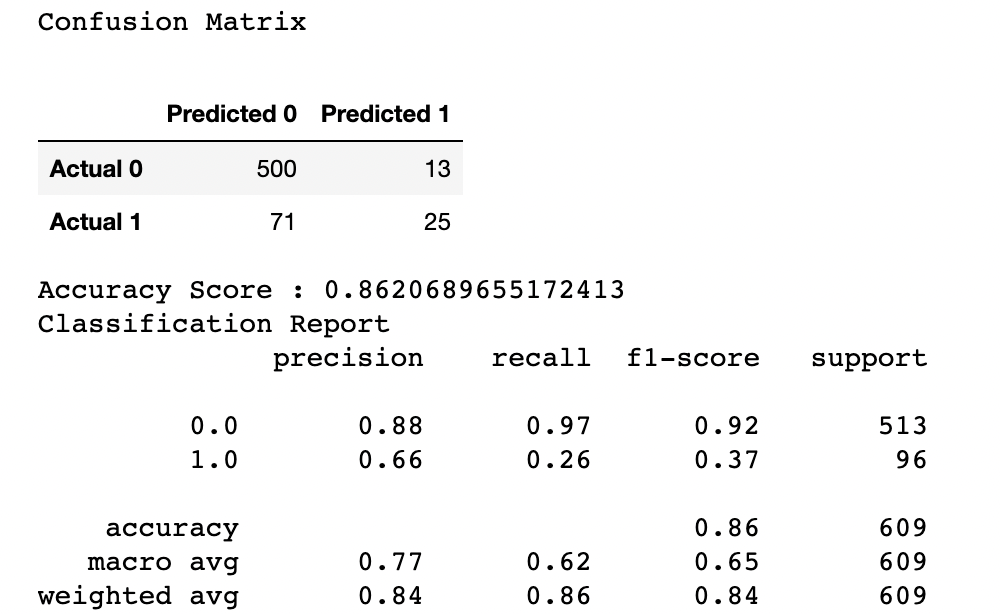 Confusion Matrix
Predicted 0 Predicted 1
Actual 0 500 13
Actual 1 71 25
Accuracy Score : 0.8620689655172413
Classification Report
precision recall f1-score support
0.0 0.88 0.97 0.92 513
1.0 0.66 0.26 0.37 96
accuracy 0.86 609
macro avg 0.77 0.62 0.65 609
weighted avg 0.84 0.86 0.84 609